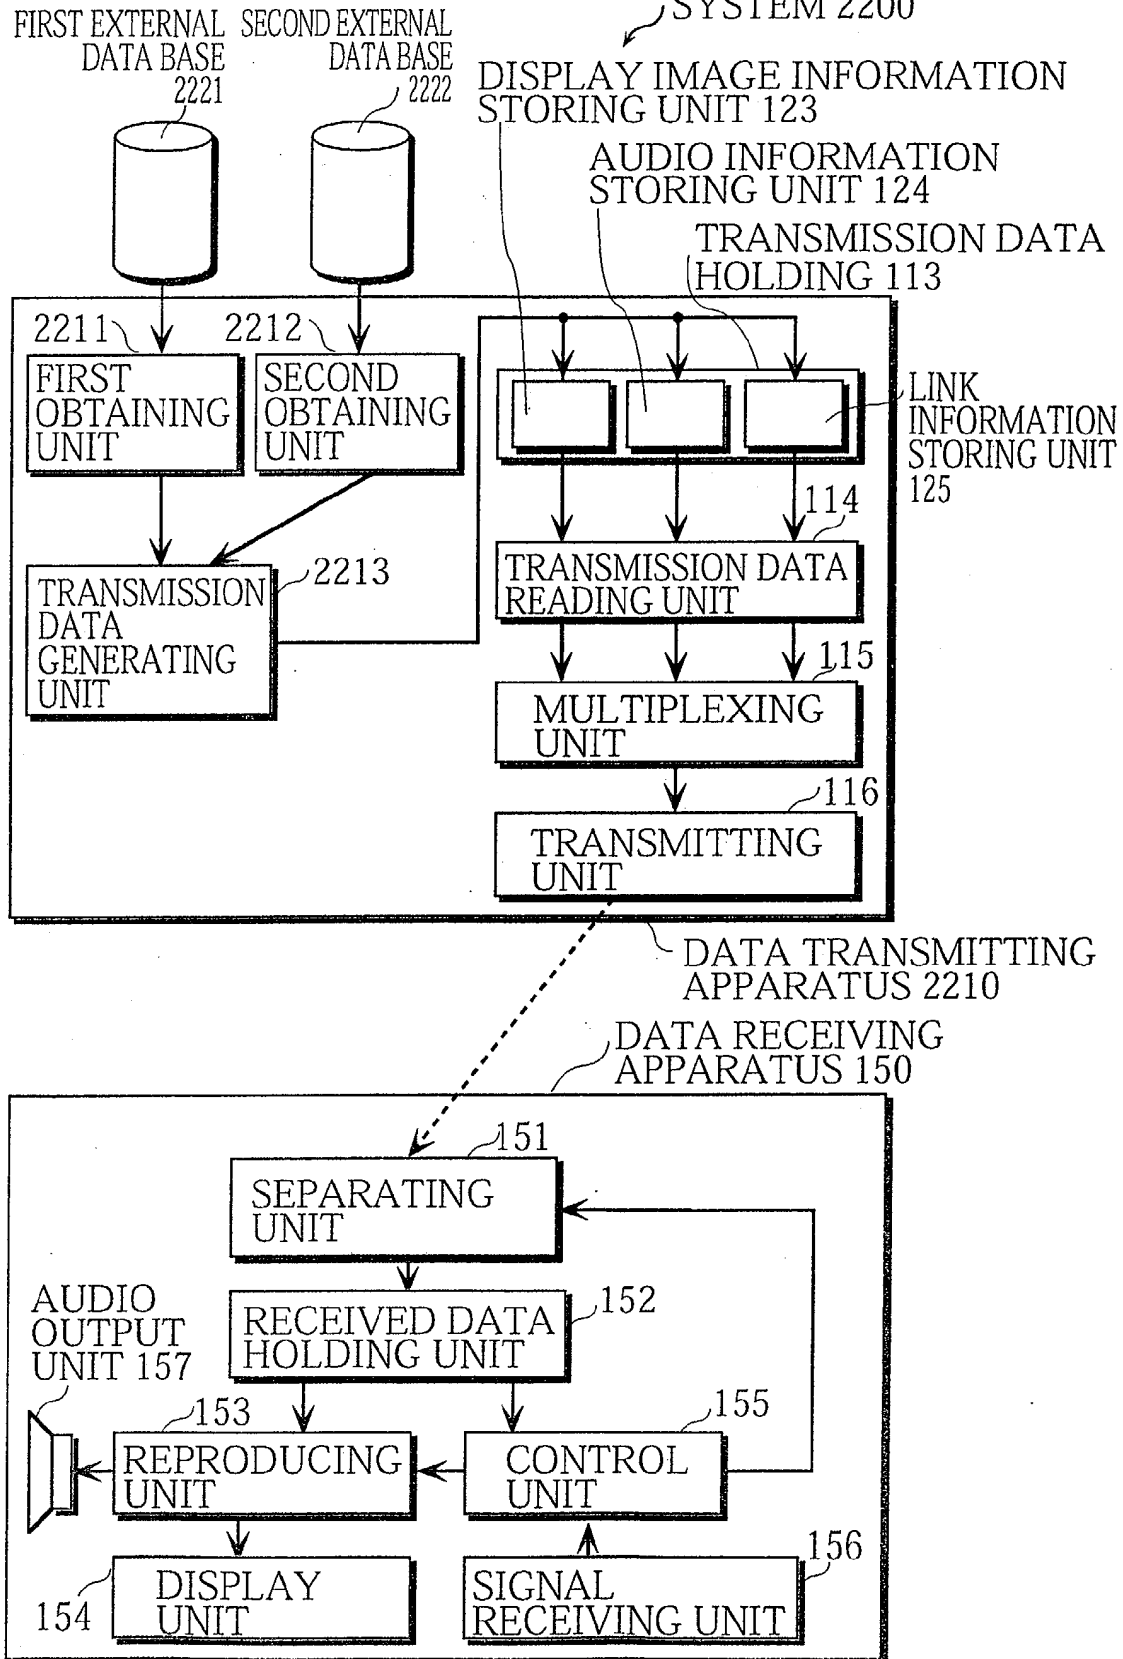 SYSTEM 2200
FIRST EXTERNAL
DATA BASE
2221
SECOND EXTERNAL
DATA BASE
2222
DISPLAY IMAGE INFORMATION
STORING UNIT 123
AUDIO INFORMATION
STORING UNIT 124
TRANSMISSION DATA
HOLDING 113
2211
FIRST
OBTAINING
UNIT
2212
SECOND
OBTAINING
UNIT
LINK
INFORMATION
STORING UNIT
125
114
TRANSMISSION DATA
READING UNIT
2213
TRANSMISSION
DATA
GENERATING
UNIT
115
MULTIPLEXING
UNIT
116
TRANSMITTING
UNIT
DATA TRANSMITTING
APPARATUS 2210
DATA RECEIVING
APPARATUS 150
151
SEPARATING
UNIT
152
RECEIVED DATA
HOLDING UNIT
AUDIO
OUTPUT
UNIT 157
153
REPRODUCING
UNIT
155
CONTROL
UNIT
154
DISPLAY
UNIT
156
SIGNAL
RECEIVING UNIT